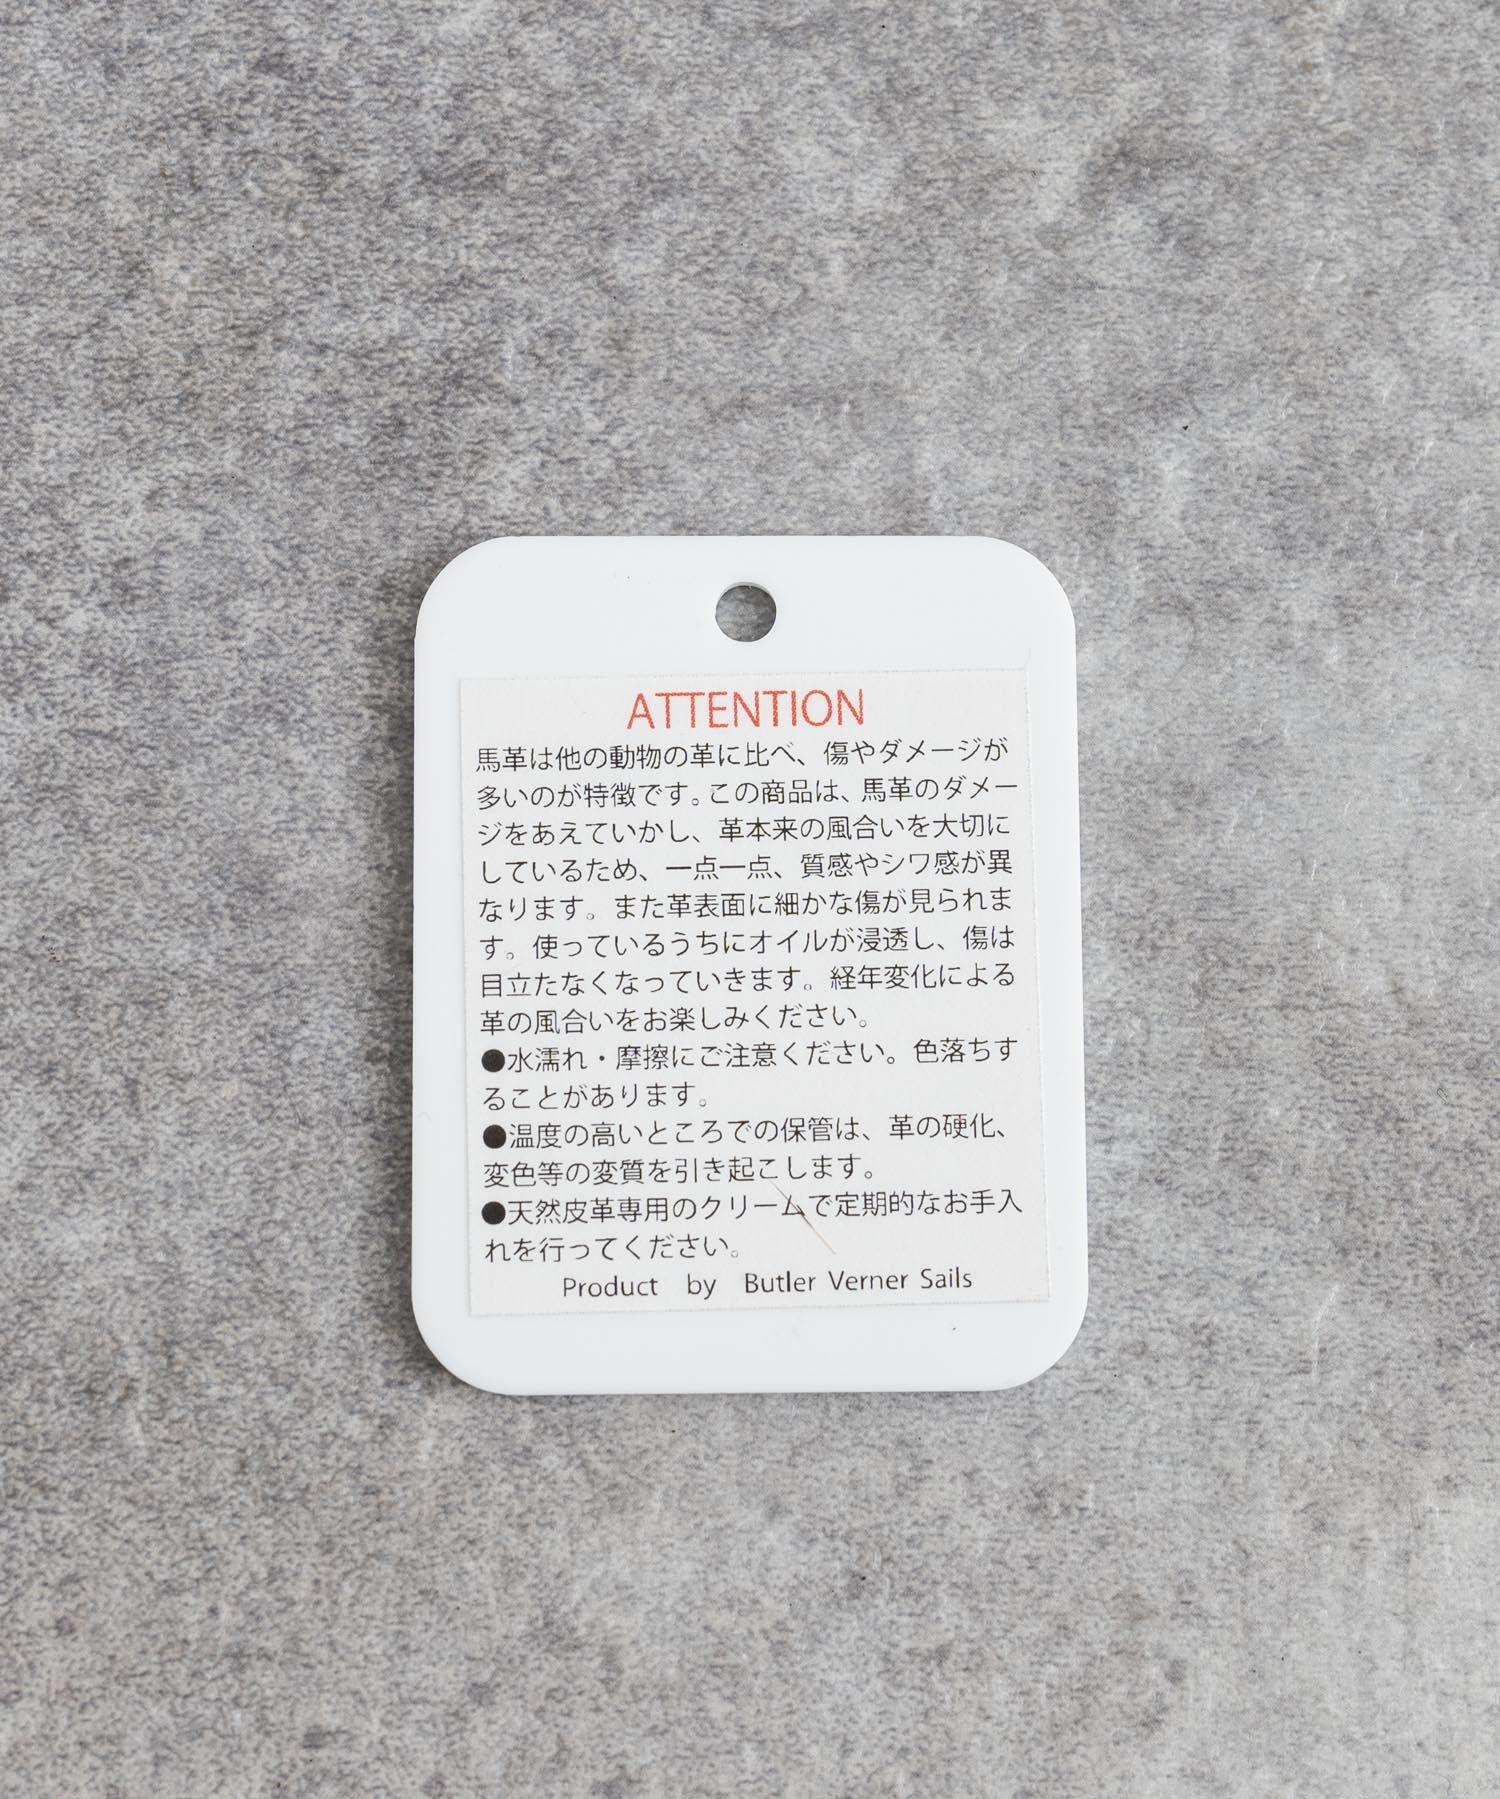 ATTENTION
馬革は他の動物の革に比べ、傷やダメージが
多いのが特徴です。この商品は、馬革のダメー
ジをあえていかし、革本来の風合いを大切に
しているため、一点一点、質感やシワ感が異
なります。また革表面に細かな傷が見られま
す。使っているうちにオイルが浸透し、傷は
目立たなくなっていきます。経年変化による
革の風合いをお楽しみください。
●水濡れ・摩擦にご注意ください。色落ちす
ることがあります。
●温度の高いところでの保管は、革の硬化、
変色等の変質を引き起こします。
●天然皮革専用のクリームで定期的なお手入
れを行ってください。
Product by Butler Verner Sails